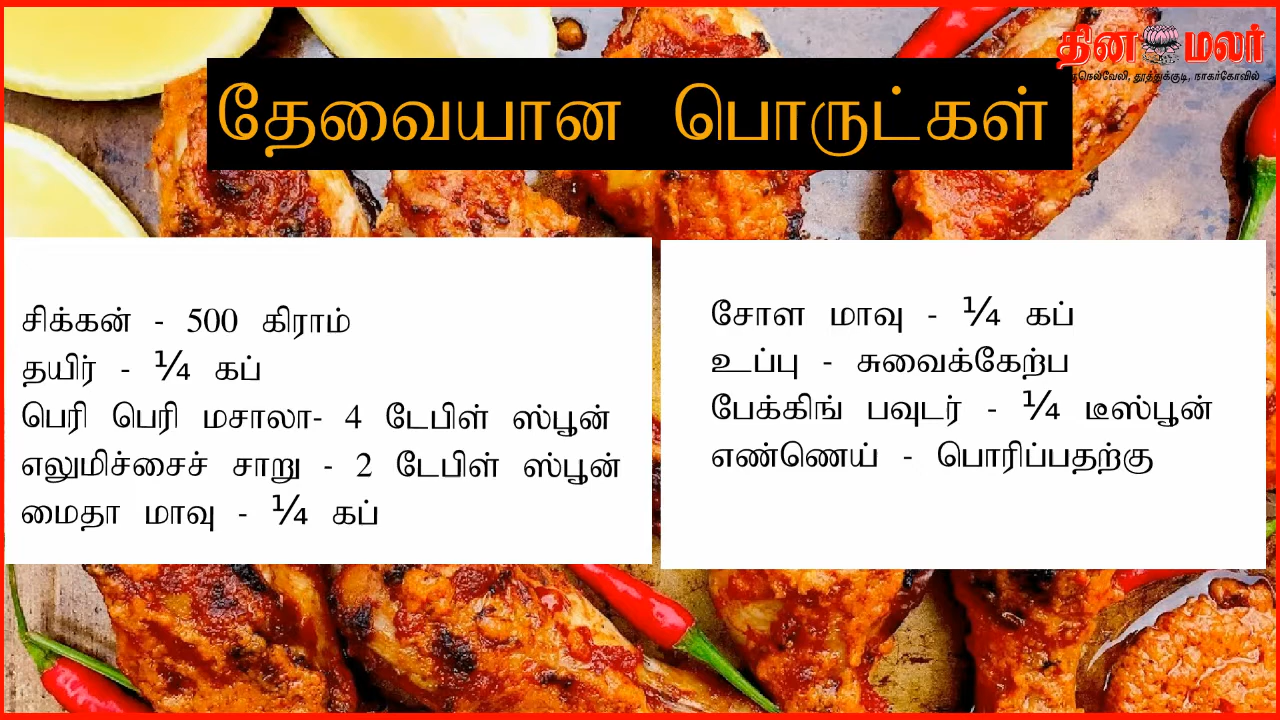 தினமலர்
நெல்வேலி, தூத்துக்குடி, நாகர்கோவில்
தேவையான பொருட்கள்
சிக்கன் - 500 கிராம்
தயிர் - ¼ கப்
பெரி பெரி மசாலா- 4 டேபிள் ஸ்பூன்
எலுமிச்சைச் சாறு - 2 டேபிள் ஸ்பூன்
மைதா மாவு - ¼ கப்
சோள மாவு - ¼ கப்
உப்பு - சுவைக்கேற்ப
பேக்கிங் பவுடர் - ¼ டீஸ்பூன்
எண்ணெய் - பொரிப்பதற்கு